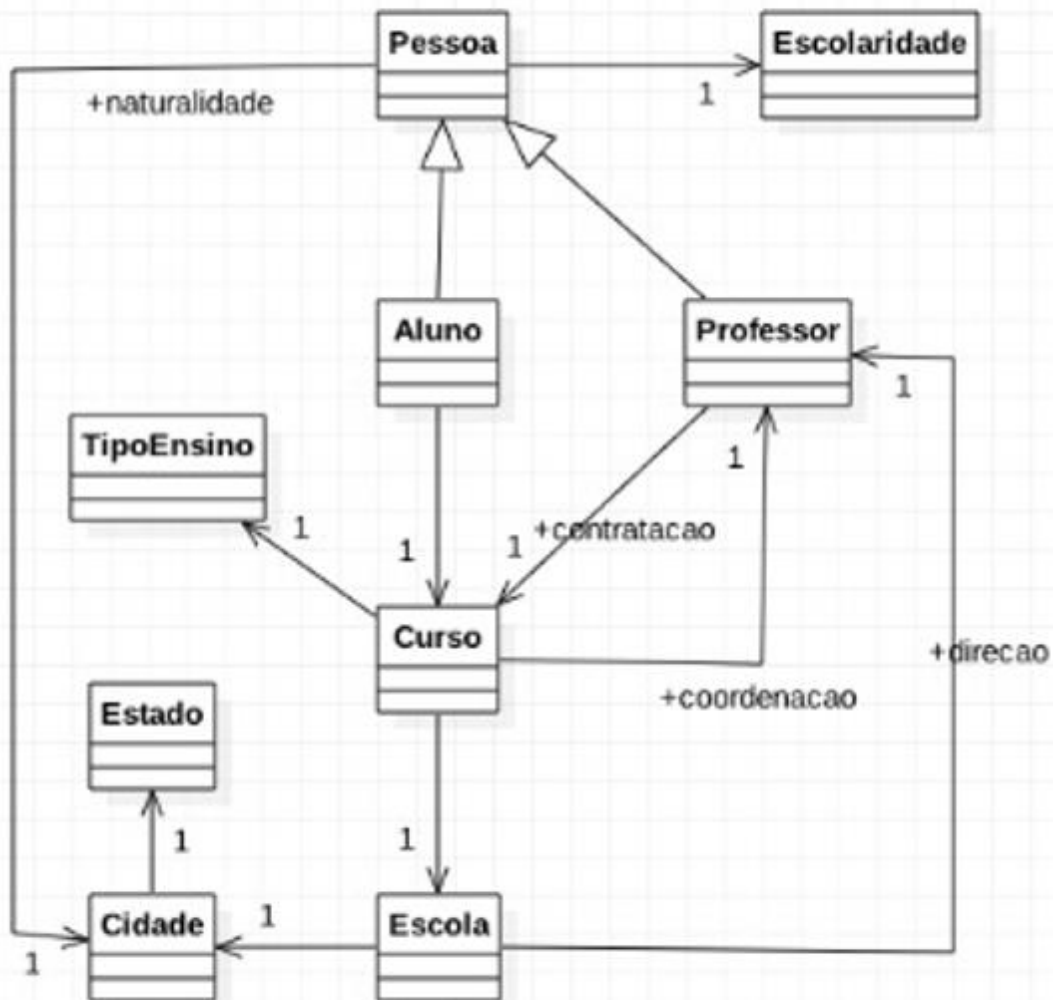 Pessoa
Escolaridade
+naturalidade
1
Aluno
Professor
1
TipoEnsino
1
1
+contratacao
1
1
Curso
+direcao
+coordenacao
Estado
1
1
1
Cidade
Escola
1